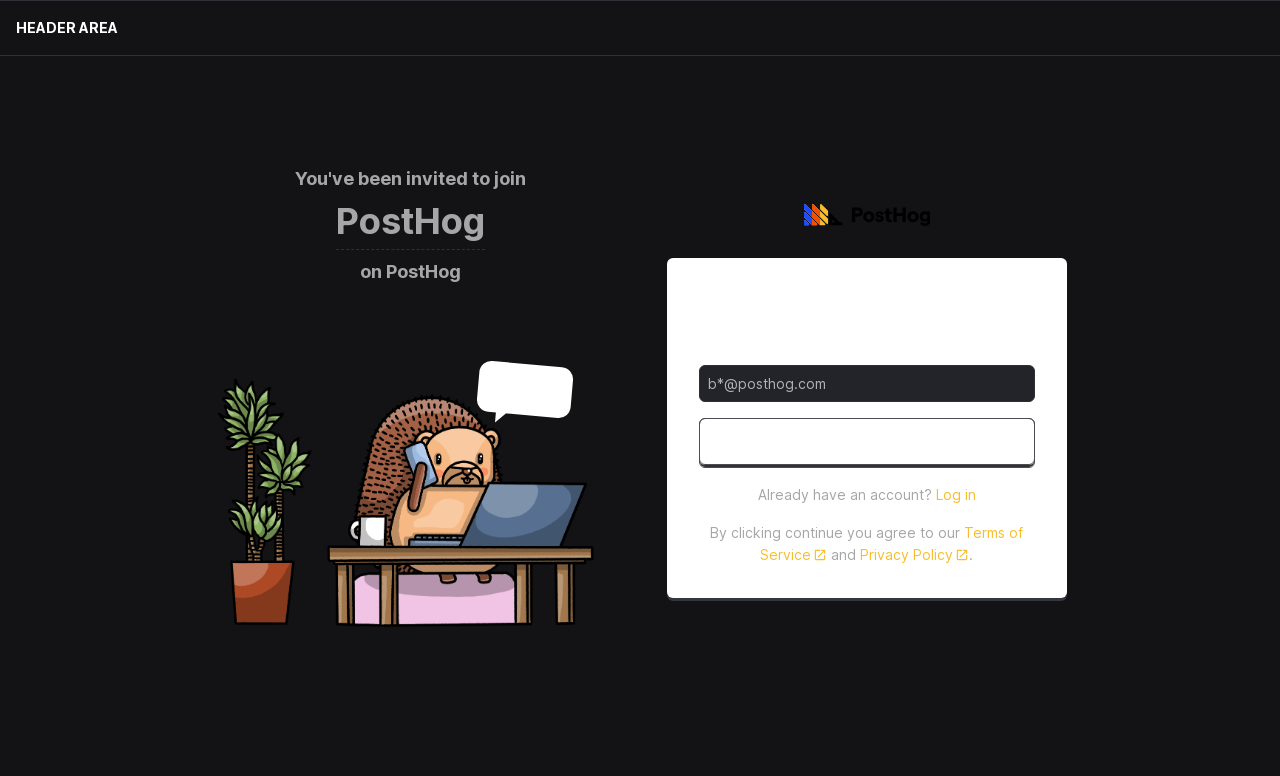 HEADER AREA
You've been invited to join
PostHog
on PostHog
PostHog
b*@posthog.com
Already have an account? Log in
By clicking continue you agree to our Terms of
Service and Privacy Policy.